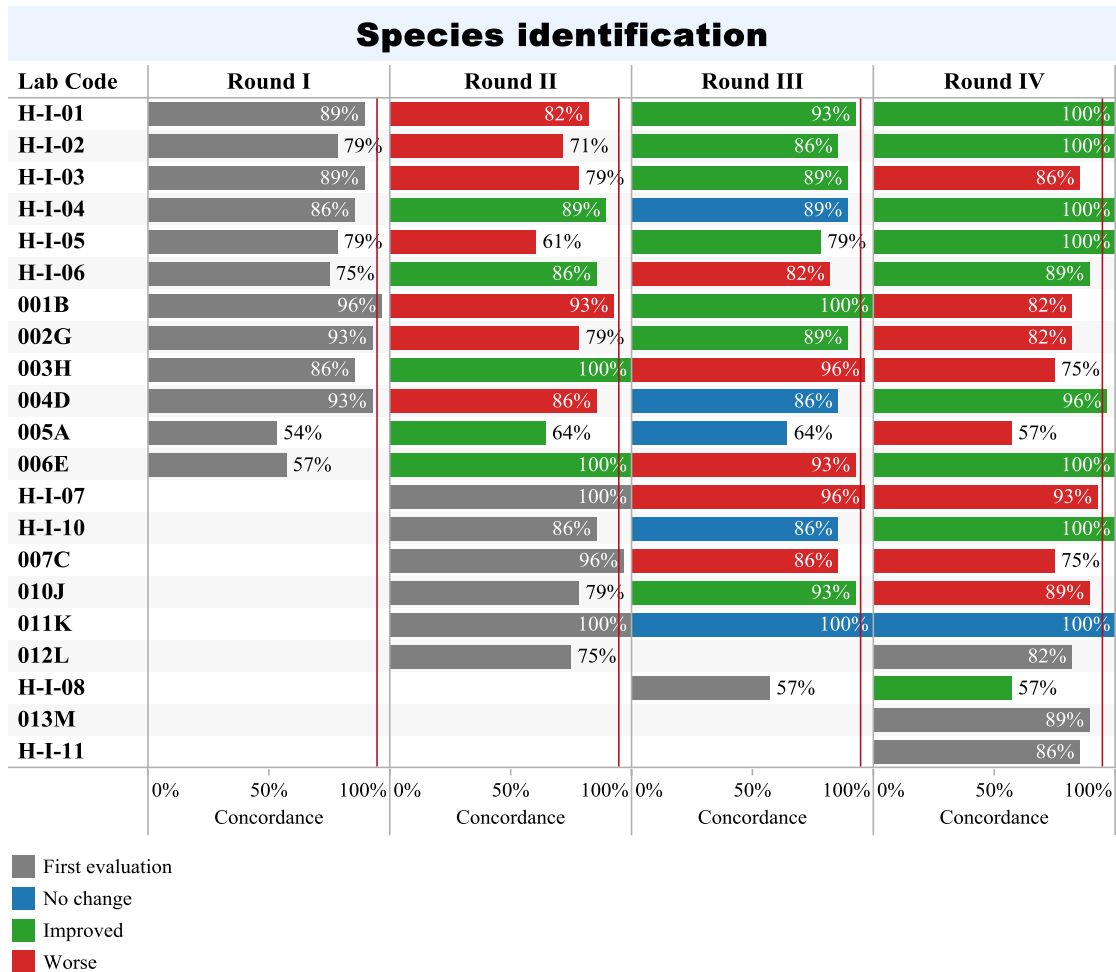 Species identification
Lab Code Round I Round II Round III Round IV
H-I-01 89% 82% 93% 100%
H-I-02 79% 71% 86% 100%
H-I-03 89% 79% 89% 86%
H-I-04 86% 89% 89% 100%
H-I-05 79% 61% 79% 100%
H-I-06 75% 86% 82% 89%
001B 96% 93% 100% 82%
002G 93% 79% 89% 82%
003H 86% 100% 96% 75%
004D 93% 86% 86% 96%
005A 54% 64% 64% 57%
006E 57% 100% 93% 100%
H-I-07 100% 96% 93%
H-I-10 86% 86% 100%
007C 96% 86% 75%
010J 79% 93% 89%
011K 100% 100% 100%
012L 75% 82%
H-I-08 57% 57%
013M 89%
H-I-11 86%
0% 50% 100% 0% 50% 100% 0% 50% 100% 0% 50% 100%
Concordance Concordance Concordance Concordance
First evaluation
No change
Improved
Worse